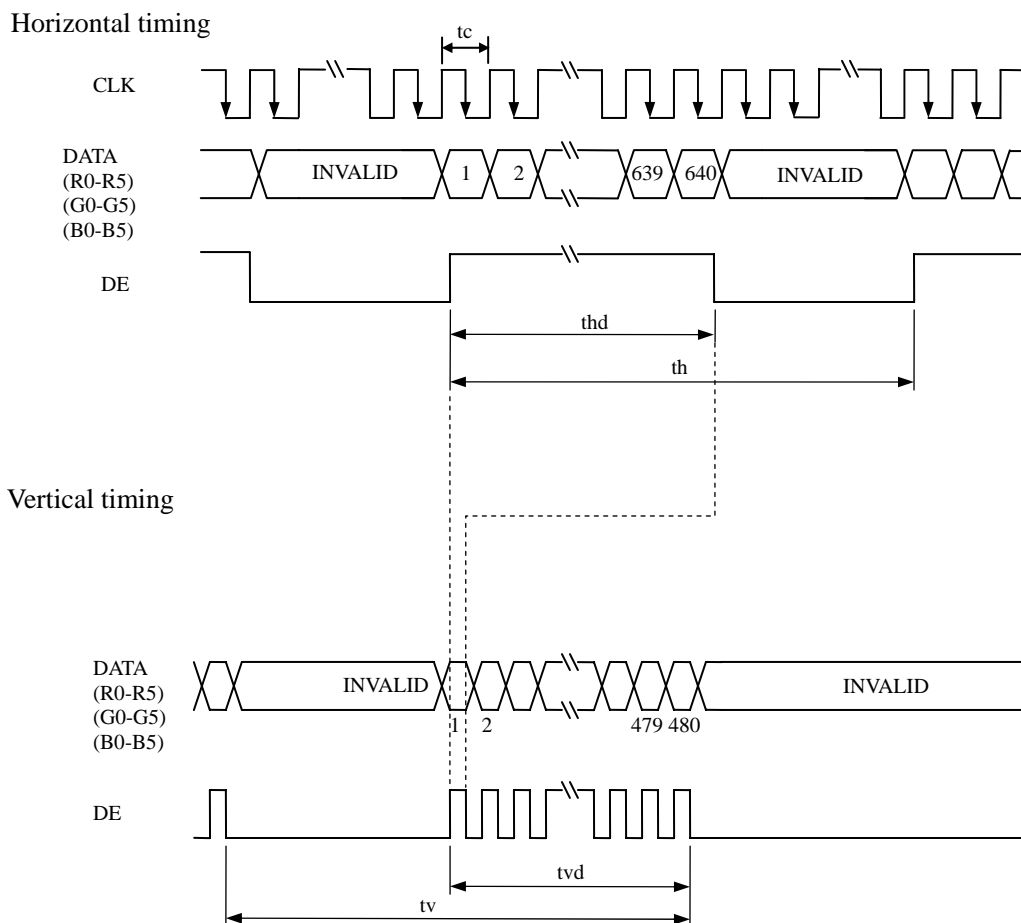 Horizontal timing
tc
CLK
DATA
(R0-R5)
(G0-G5)
(B0-B5)
INVALID 1 2 639 640 INVALID
DE
thd
th
Vertical timing
DATA
(R0-R5)
(G0-G5)
(B0-B5)
INVALID INVALID
1 2 479 480
DE
tvd
tv